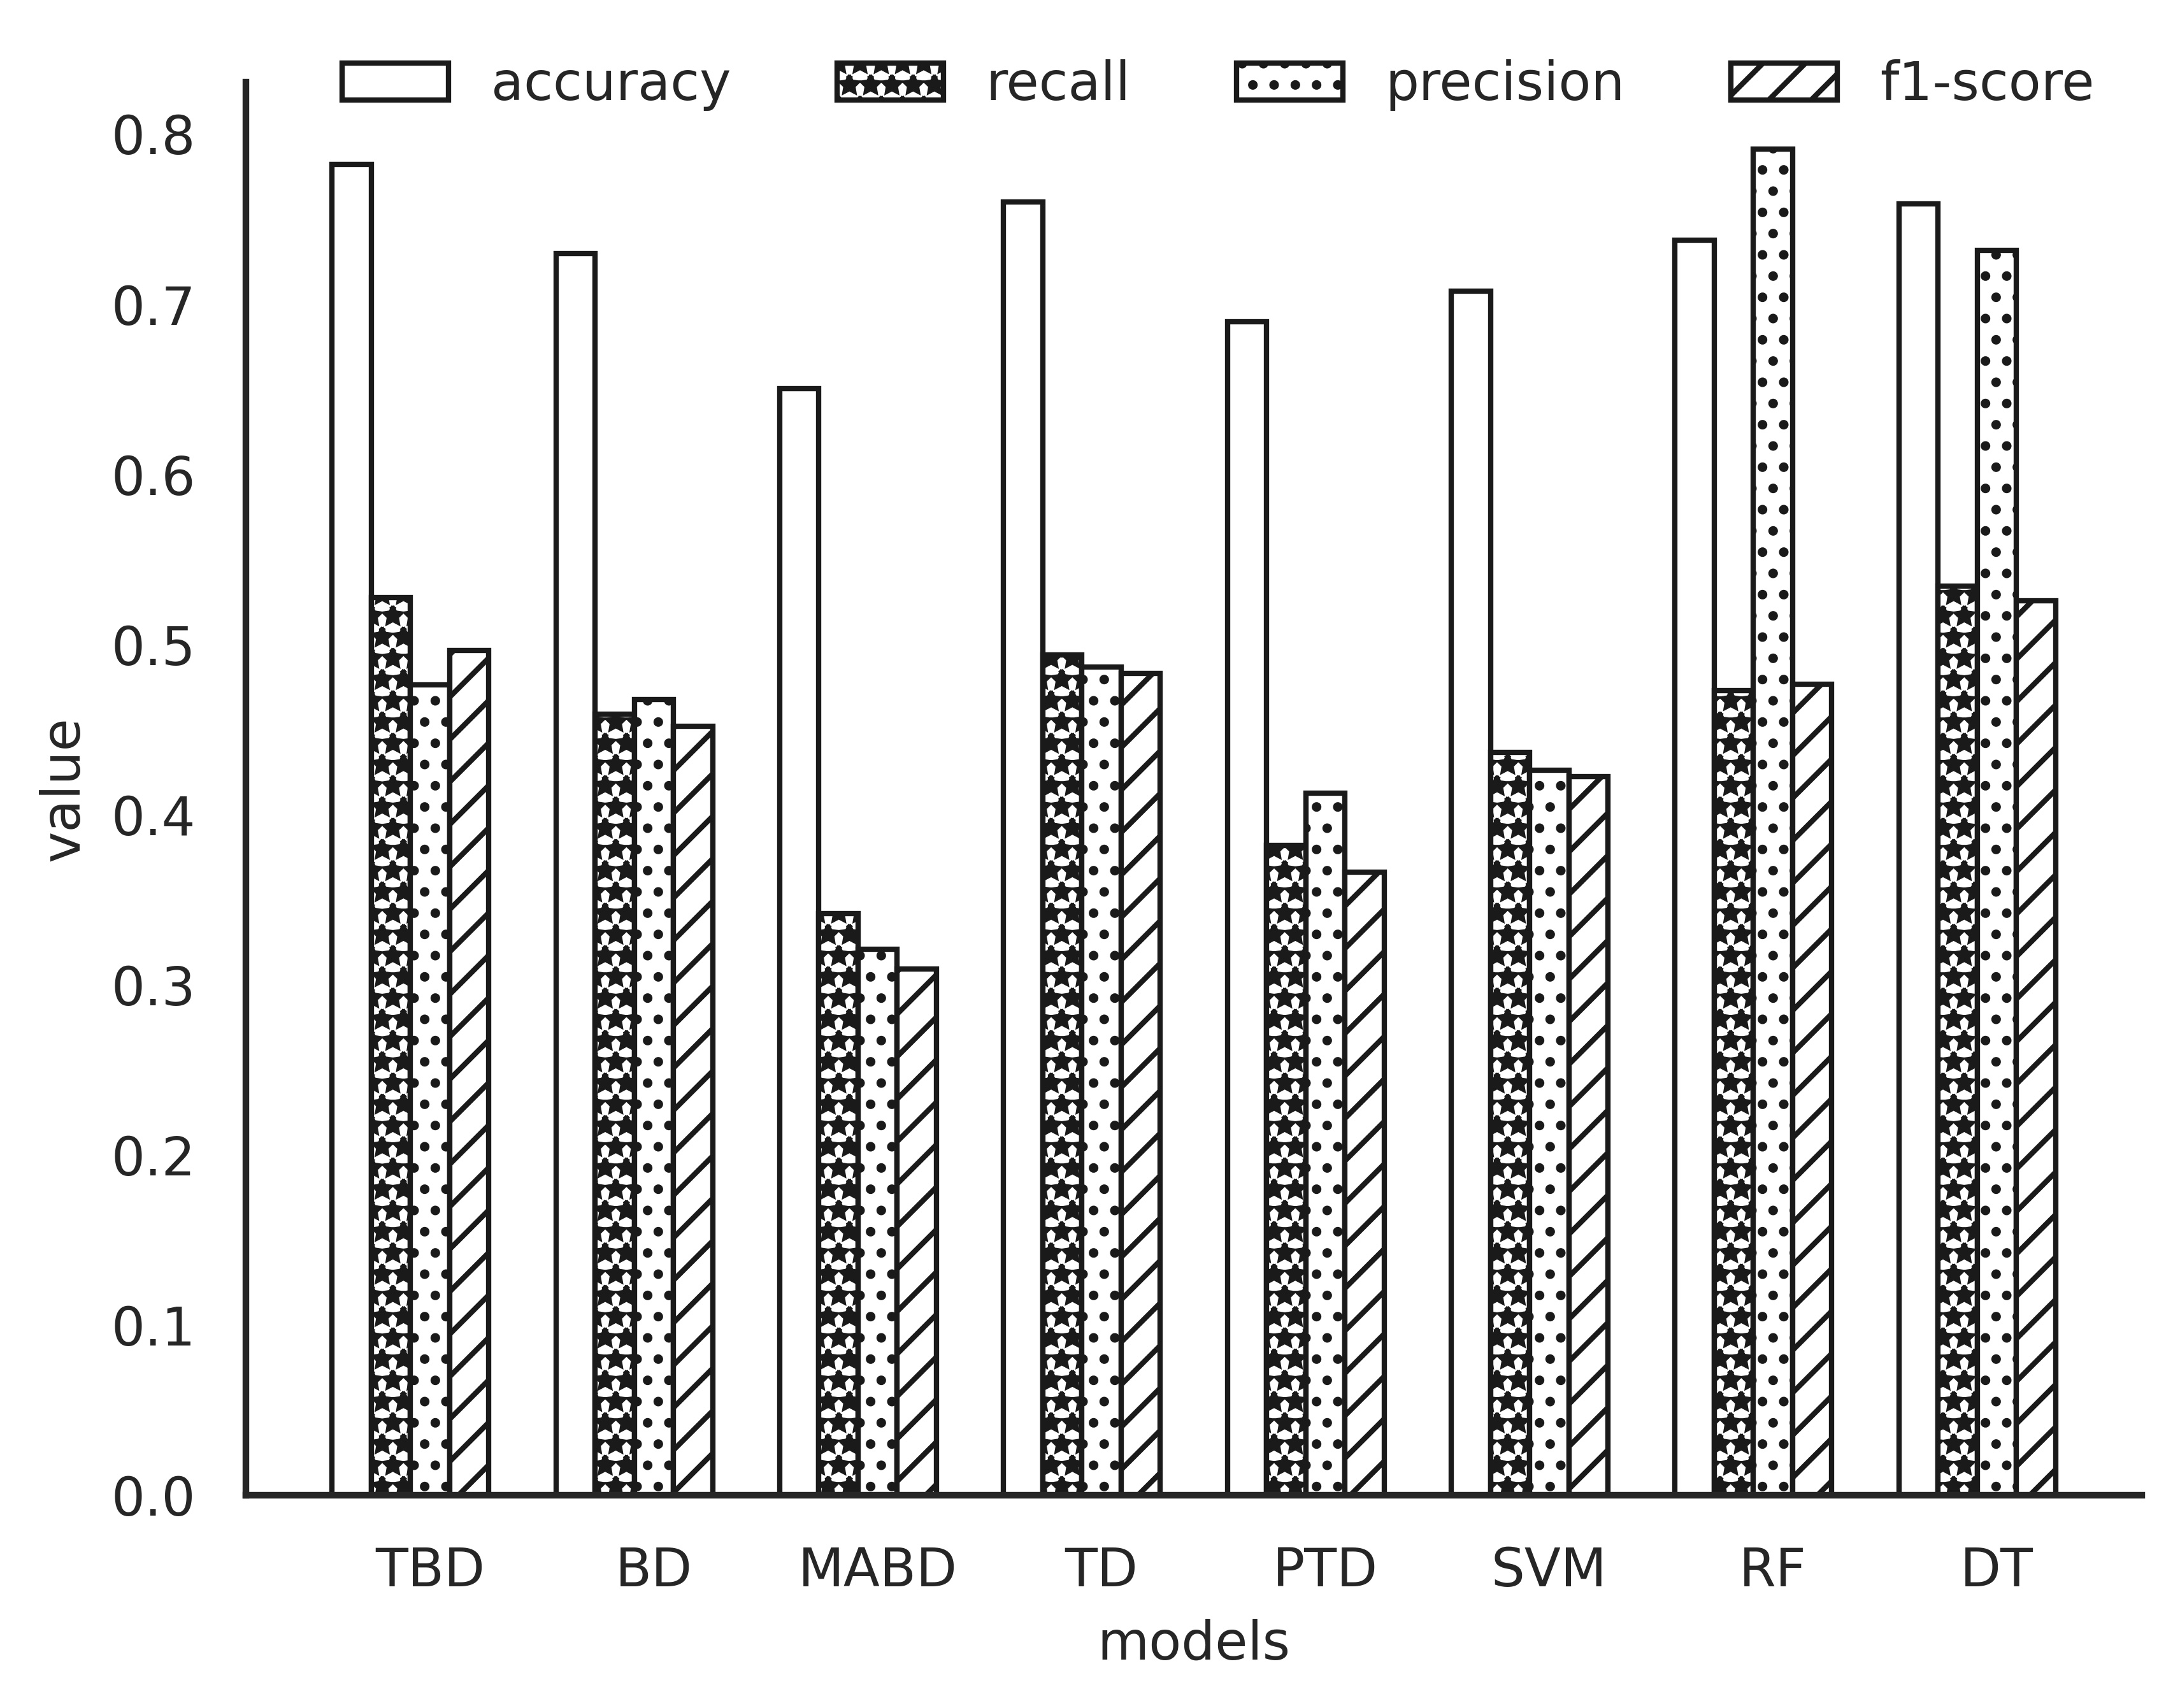 accuracy recall precision f1-score
0.8
0.7
0.6
0.5
0.4
0.3
0.2
0.1
0.0
value
TBD BD MABD TD PTD SVM RF DT
models